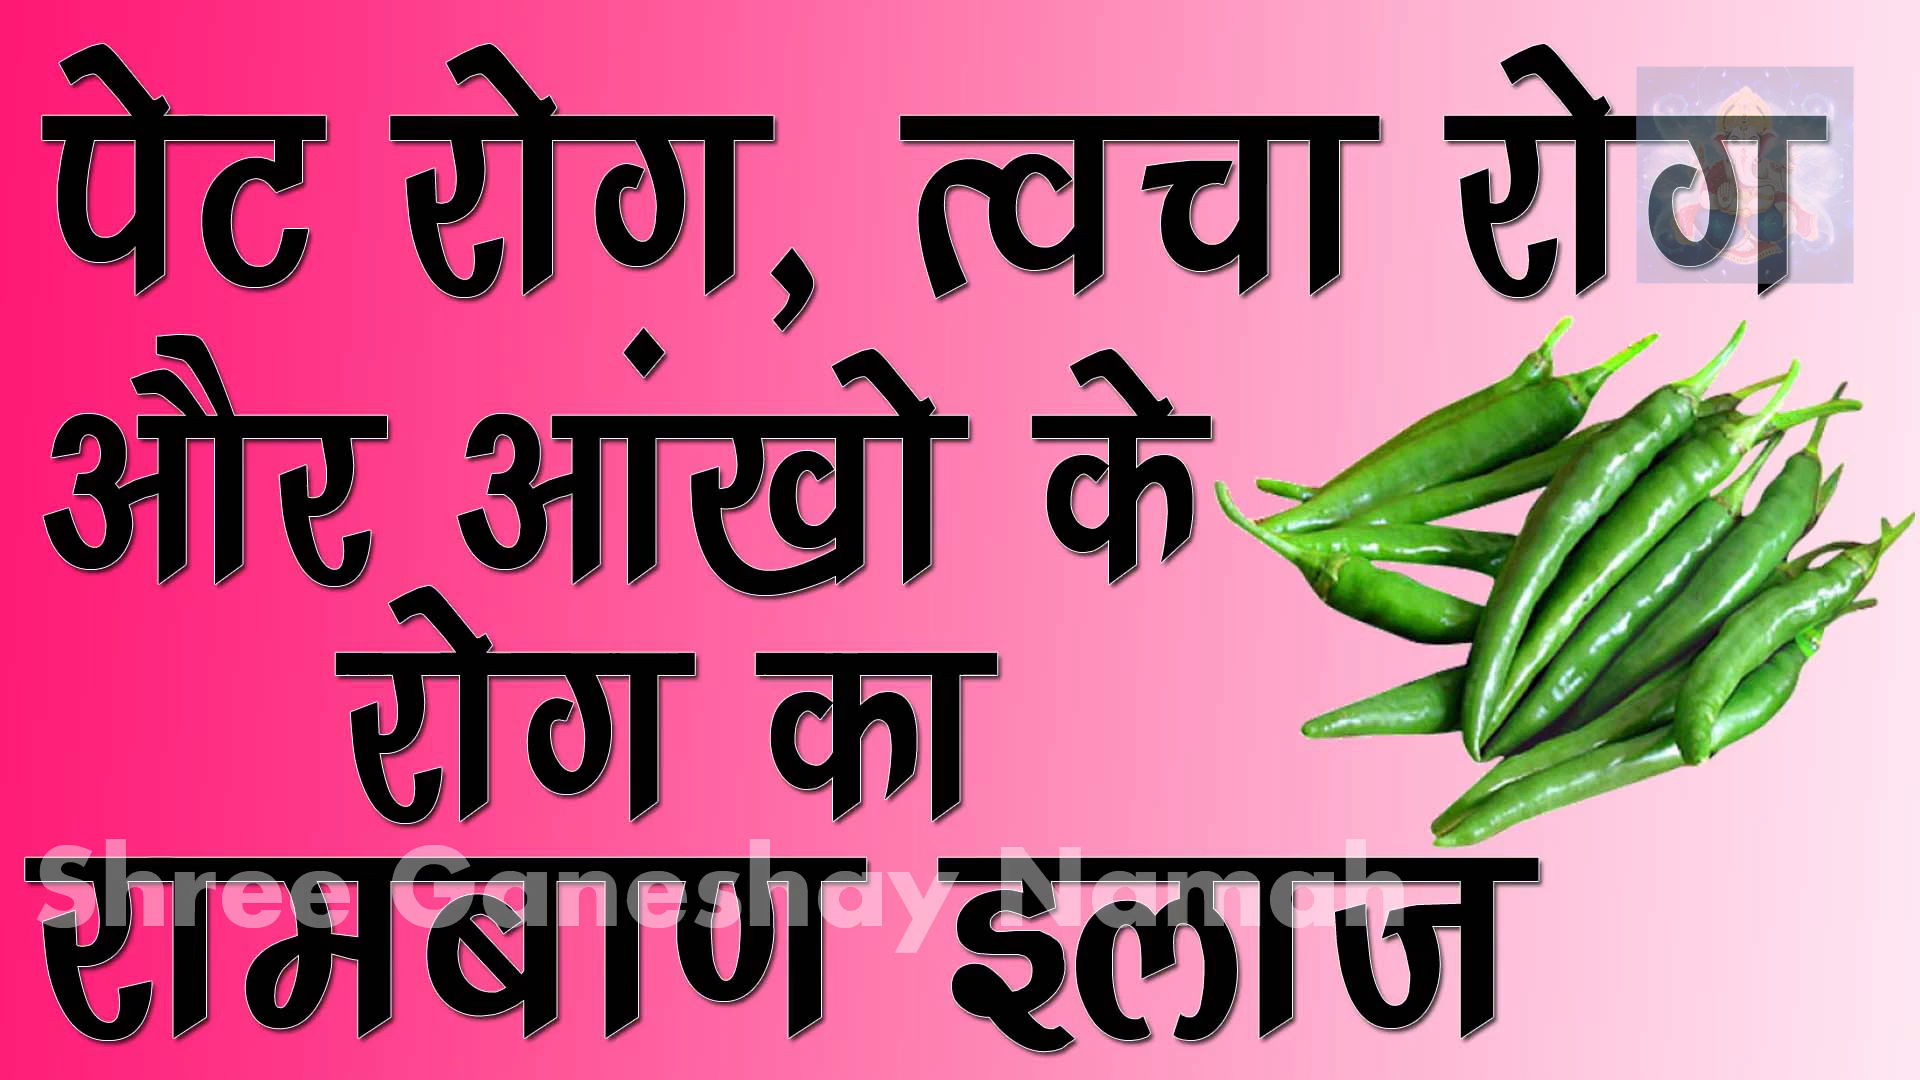 पेट रोग, त्वचा रोग
और आंखो के
रोग का
रामबाण इलाज
Shree Ganeshay Namah